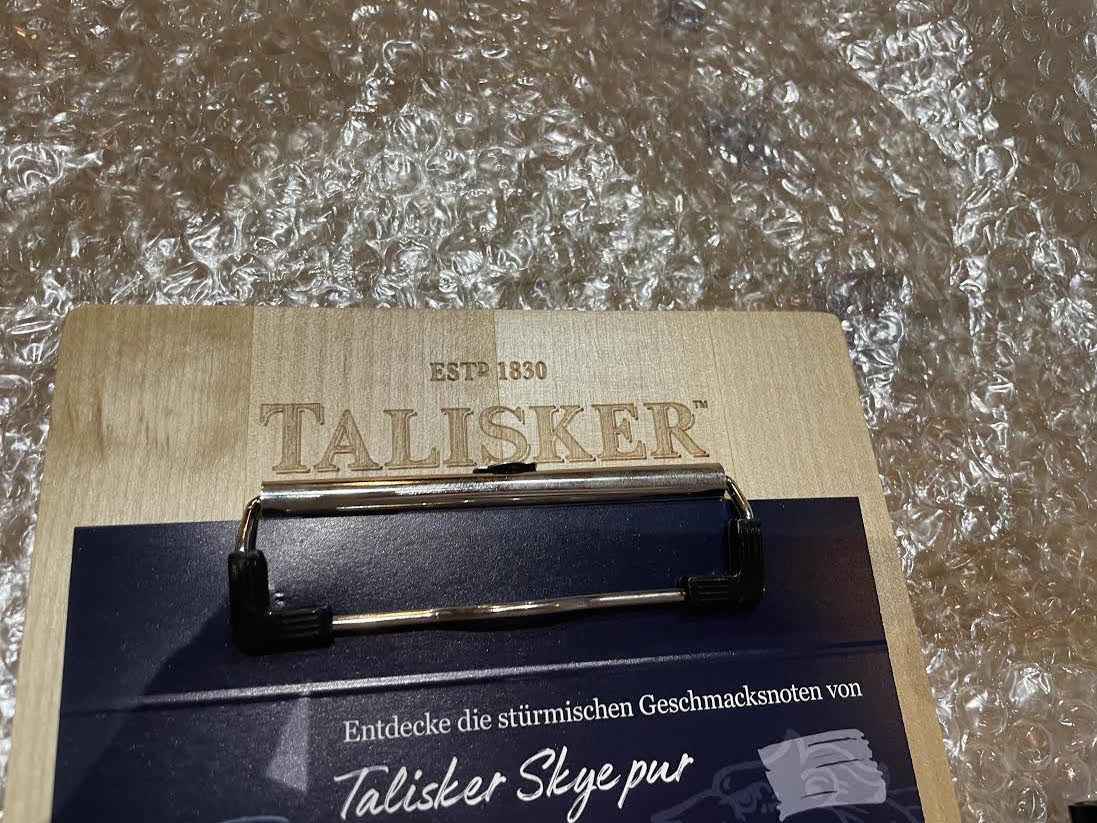 ESTD 1830
TALISKER™
Entdecke die stürmischen Geschmacksnoten von
Talisker Skye pur